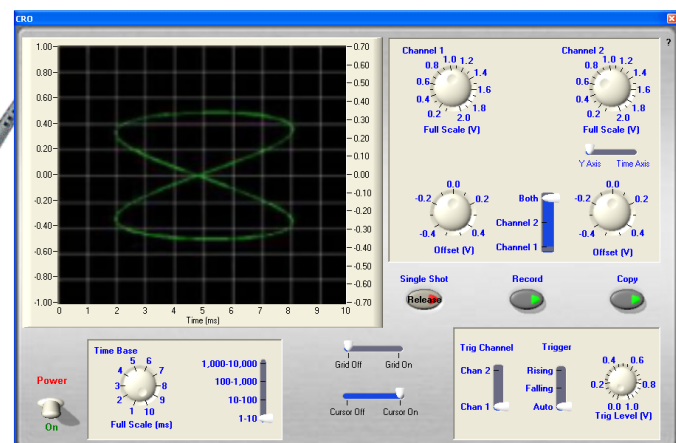 CRO
?
1.00
0.80
0.60
0.40
0.20
0.00
-0.20
-0.40
-0.60
-0.80
-1.00
0.70
0.60
0.50
0.40
0.30
0.20
0.10
0.00
-0.10
-0.20
-0.30
-0.40
-0.50
-0.60
-0.70
0 1 2 3 4 5 6 7 8 9 10
Time (ms)
Channel 1
0.2 0.4 0.6 0.8 1.0 1.2 1.4 1.6 1.8 2.0
Full Scale (V)
Channel 2
0.2 0.4 0.6 0.8 1.0 1.2 1.4 1.6 1.8 2.0
Full Scale (V)
Y Axis Time Axis
-0.4 -0.2 0.0 0.2 0.4
Offset (V)
Both
Channel 2
Channel 1
-0.4 -0.2 0.0 0.2 0.4
Offset (V)
Single Shot
Release
Record
Copy
Power
On
Time Base
1 2 3 4 5 6 7 8 9 10
Full Scale (ms)
1,000-10,000
100-1,000
10-100
1-10
Grid Off Grid On
Cursor Off Cursor On
Trig Channel
Chan 2
Chan 1
Trigger
Rising
Falling
Auto
0.0 0.2 0.4 0.6 0.8 1.0
Trig Level (V)